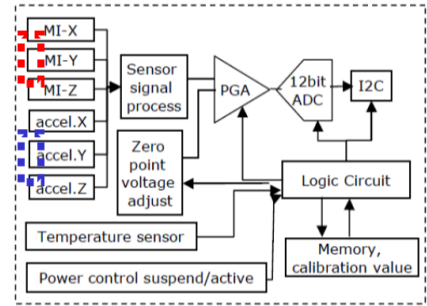 MI-X
MI-Y
MI-Z
accel.X
accel.Y
accel.Z
Sensor
signal
process
Zero
point
voltage
adjust
PGA
12bit
ADC
I2C
Logic Circuit
Temperature sensor
Power control suspend/active
Memory,
calibration value